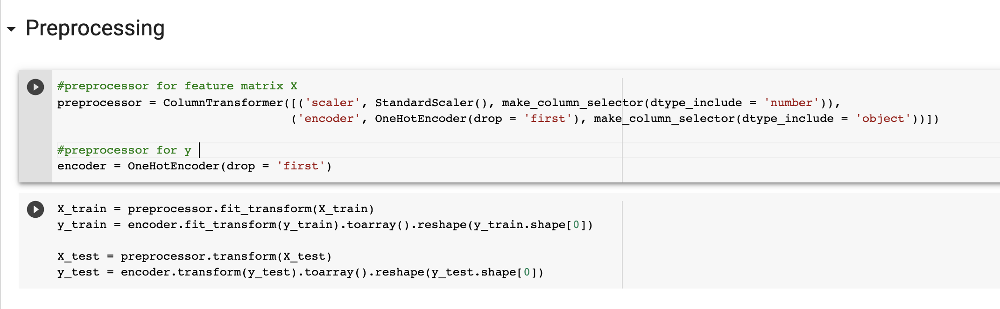 Preprocessing
#preprocessor for feature matrix X
preprocessor = ColumnTransformer([('scaler', StandardScaler(), make_column_selector(dtype_include = 'number')),
('encoder', OneHotEncoder(drop = 'first'), make_column_selector(dtype_include = 'object'))])
#preprocessor for y
encoder = OneHotEncoder(drop = 'first')
X_train = preprocessor.fit_transform(X_train)
y_train = encoder.fit_transform(y_train).toarray().reshape(y_train.shape[0])
X_test = preprocessor.transform(X_test)
y_test = encoder.transform(y_test).toarray().reshape(y_test.shape[0])